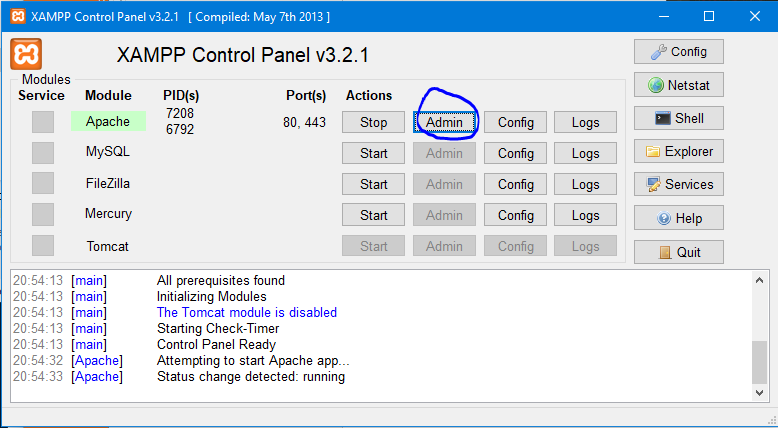 XAMPP Control Panel v3.2.1 [ Compiled: May 7th 2013 ]
XAMPP Control Panel v3.2.1
Config
Modules
Service Module PID(s) Port(s) Actions
Netstat
Apache 7208 6792 80, 443 Stop Admin Config Logs
Shell
MySQL Start Admin Config Logs
Explorer
FileZilla Start Admin Config Logs
Services
Mercury Start Admin Config Logs
Help
Tomcat Start Admin Config Logs
Quit
20:54:13 [main] All prerequisites found
20:54:13 [main] Initializing Modules
20:54:13 [main] The Tomcat module is disabled
20:54:13 [main] Starting Check-Timer
20:54:13 [main] Control Panel Ready
20:54:32 [Apache] Attempting to start Apache app...
20:54:33 [Apache] Status change detected: running